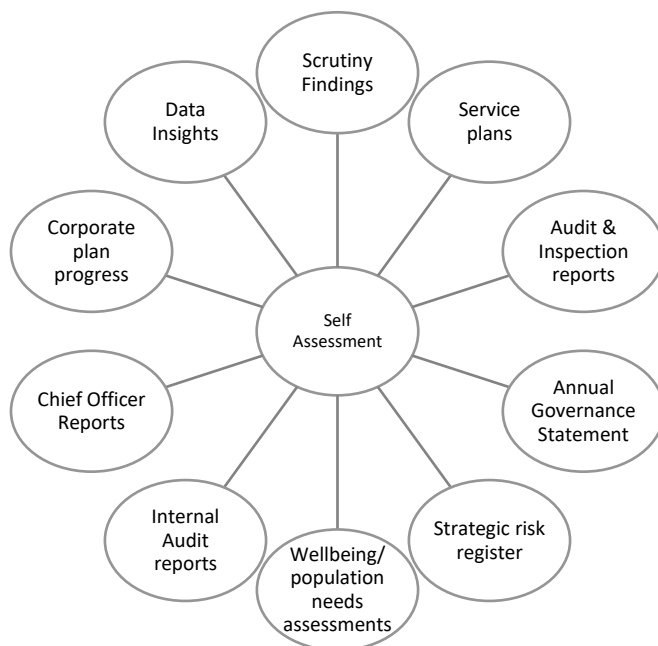 Scrutiny
Findings
Service
plans
Audit &
Inspection
reports
Annual
Governance
Statement
Strategic risk
register
Wellbeing/
population
needs
assessments
Internal
Audit
reports
Chief Officer
Reports
Corporate
plan
progress
Data
Insights
Self
Assessment